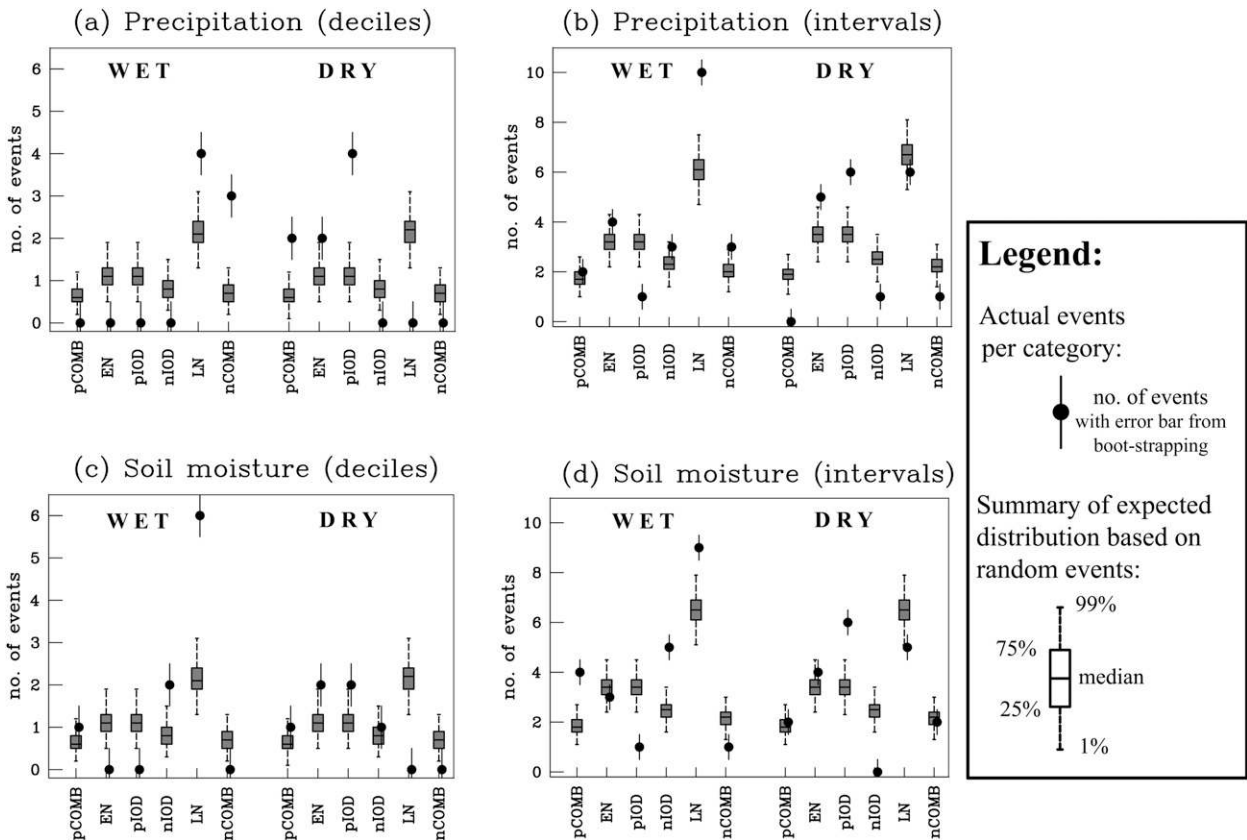 (a) Precipitation (deciles)
WET DRY
no. of events
6
5
4
3
2
1
0
pCOMB EN pIOD nIOD LN nCOMB pCOMB EN pIOD nIOD LN nCOMB
(b) Precipitation (intervals)
WET DRY
no. of events
10
8
6
4
2
0
pCOMB EN pIOD nIOD LN nCOMB pCOMB EN pIOD nIOD LN nCOMB
(c) Soil moisture (deciles)
WET DRY
no. of events
6
5
4
3
2
1
0
pCOMB EN pIOD nIOD LN nCOMB pCOMB EN pIOD nIOD LN nCOMB
(d) Soil moisture (intervals)
WET DRY
no. of events
10
8
6
4
2
0
pCOMB EN pIOD nIOD LN nCOMB pCOMB EN pIOD nIOD LN nCOMB
Legend:
Actual events
per category:
no. of events
with error bar from
boot-strapping
Summary of expected
distribution based on
random events:
99%
75%
median
25%
1%